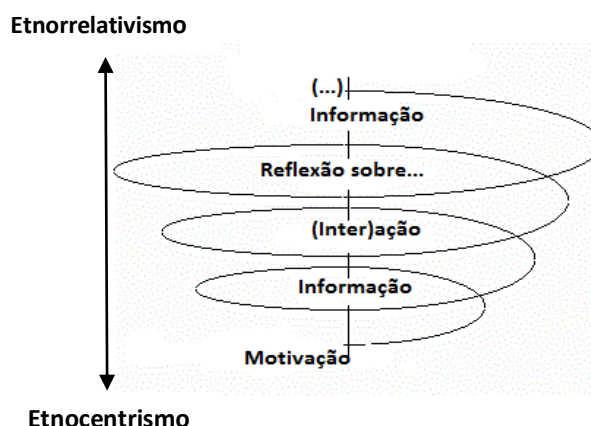 Etnorrelativismo
(...)
Informação
Reflexão sobre...
(Inter)ação
Informação
Motivação
Etnocentrismo